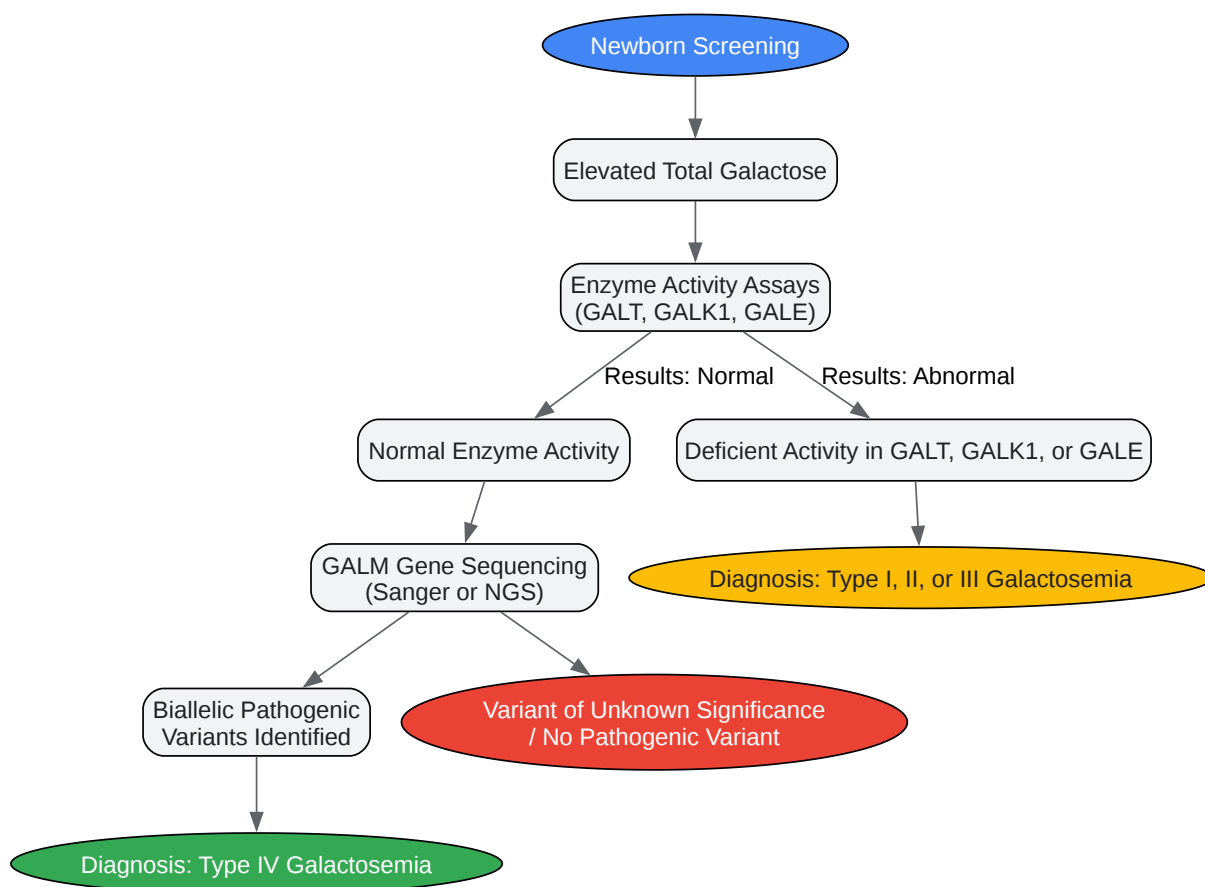 Newborn Screening
Elevated Total Galactose
Enzyme Activity Assays
(GALT, GALK1, GALE)
Results: Normal
Results: Abnormal
Normal Enzyme Activity
Deficient Activity in GALT, GALK1, or GALE
GALM Gene Sequencing
(Sanger or NGS)
Diagnosis: Type I, II, or III Galactosemia
Biallelic Pathogenic
Variants Identified
Variant of Unknown Significance
/ No Pathogenic Variant
Diagnosis: Type IV Galactosemia